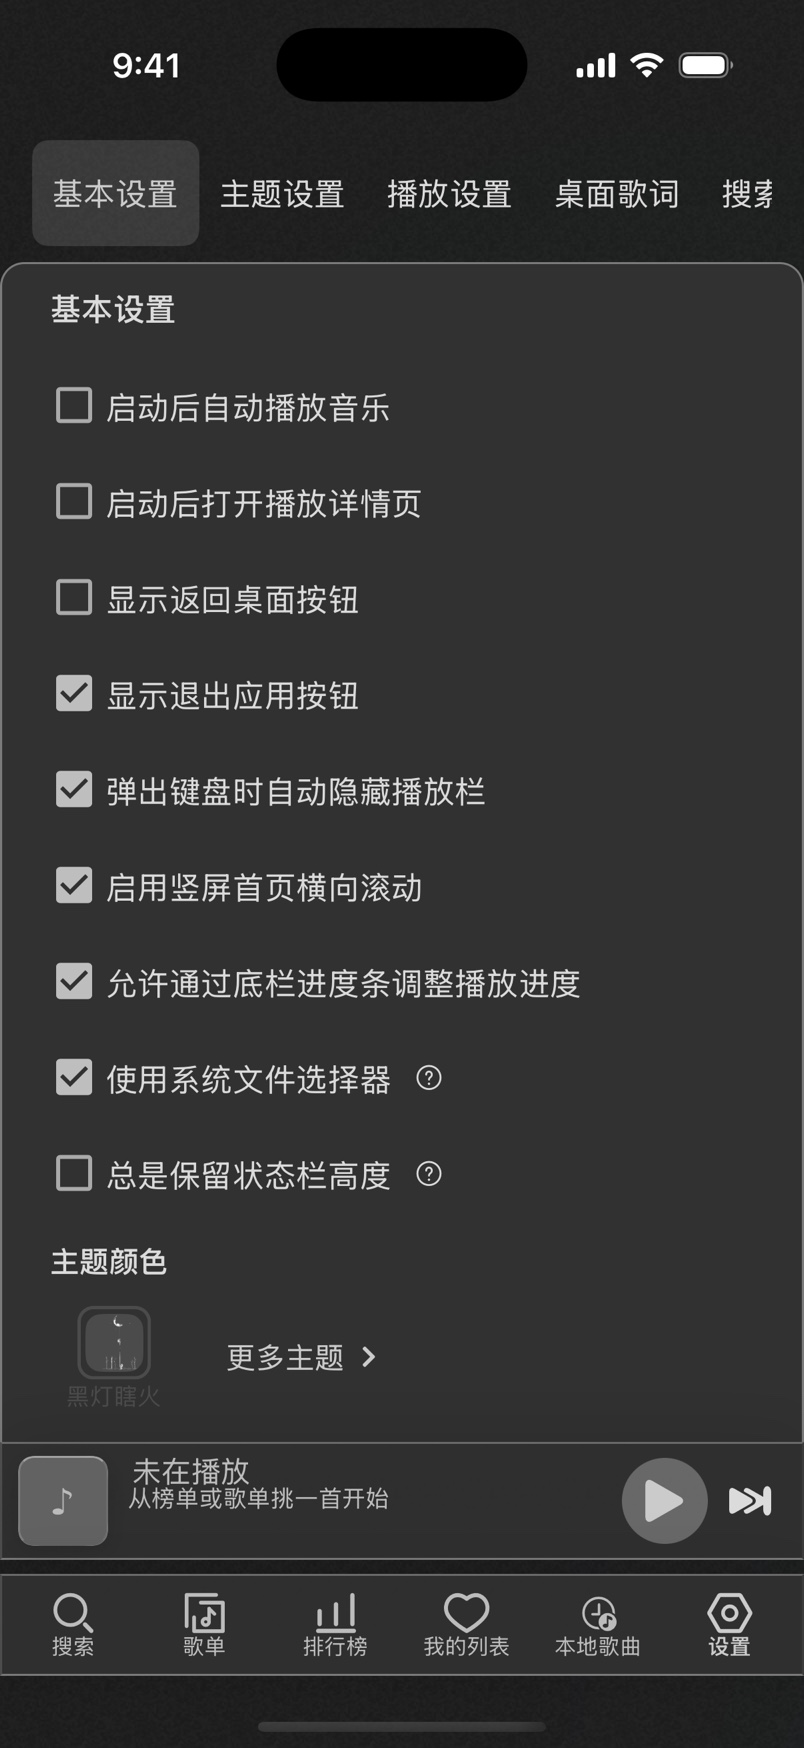 9:41
基本设置 主题设置 播放设置 桌面歌词 搜索
基本设置
启动后自动播放音乐
启动后打开播放详情页
显示返回桌面按钮
显示退出应用按钮
弹出键盘时自动隐藏播放栏
启用竖屏首页横向滚动
允许通过底栏进度条调整播放进度
使用系统文件选择器
总是保留状态栏高度
主题颜色
更多主题
黑灯瞎火
未在播放
从榜单或歌单挑一首开始
搜索 歌单 排行榜 我的列表 本地歌曲 设置